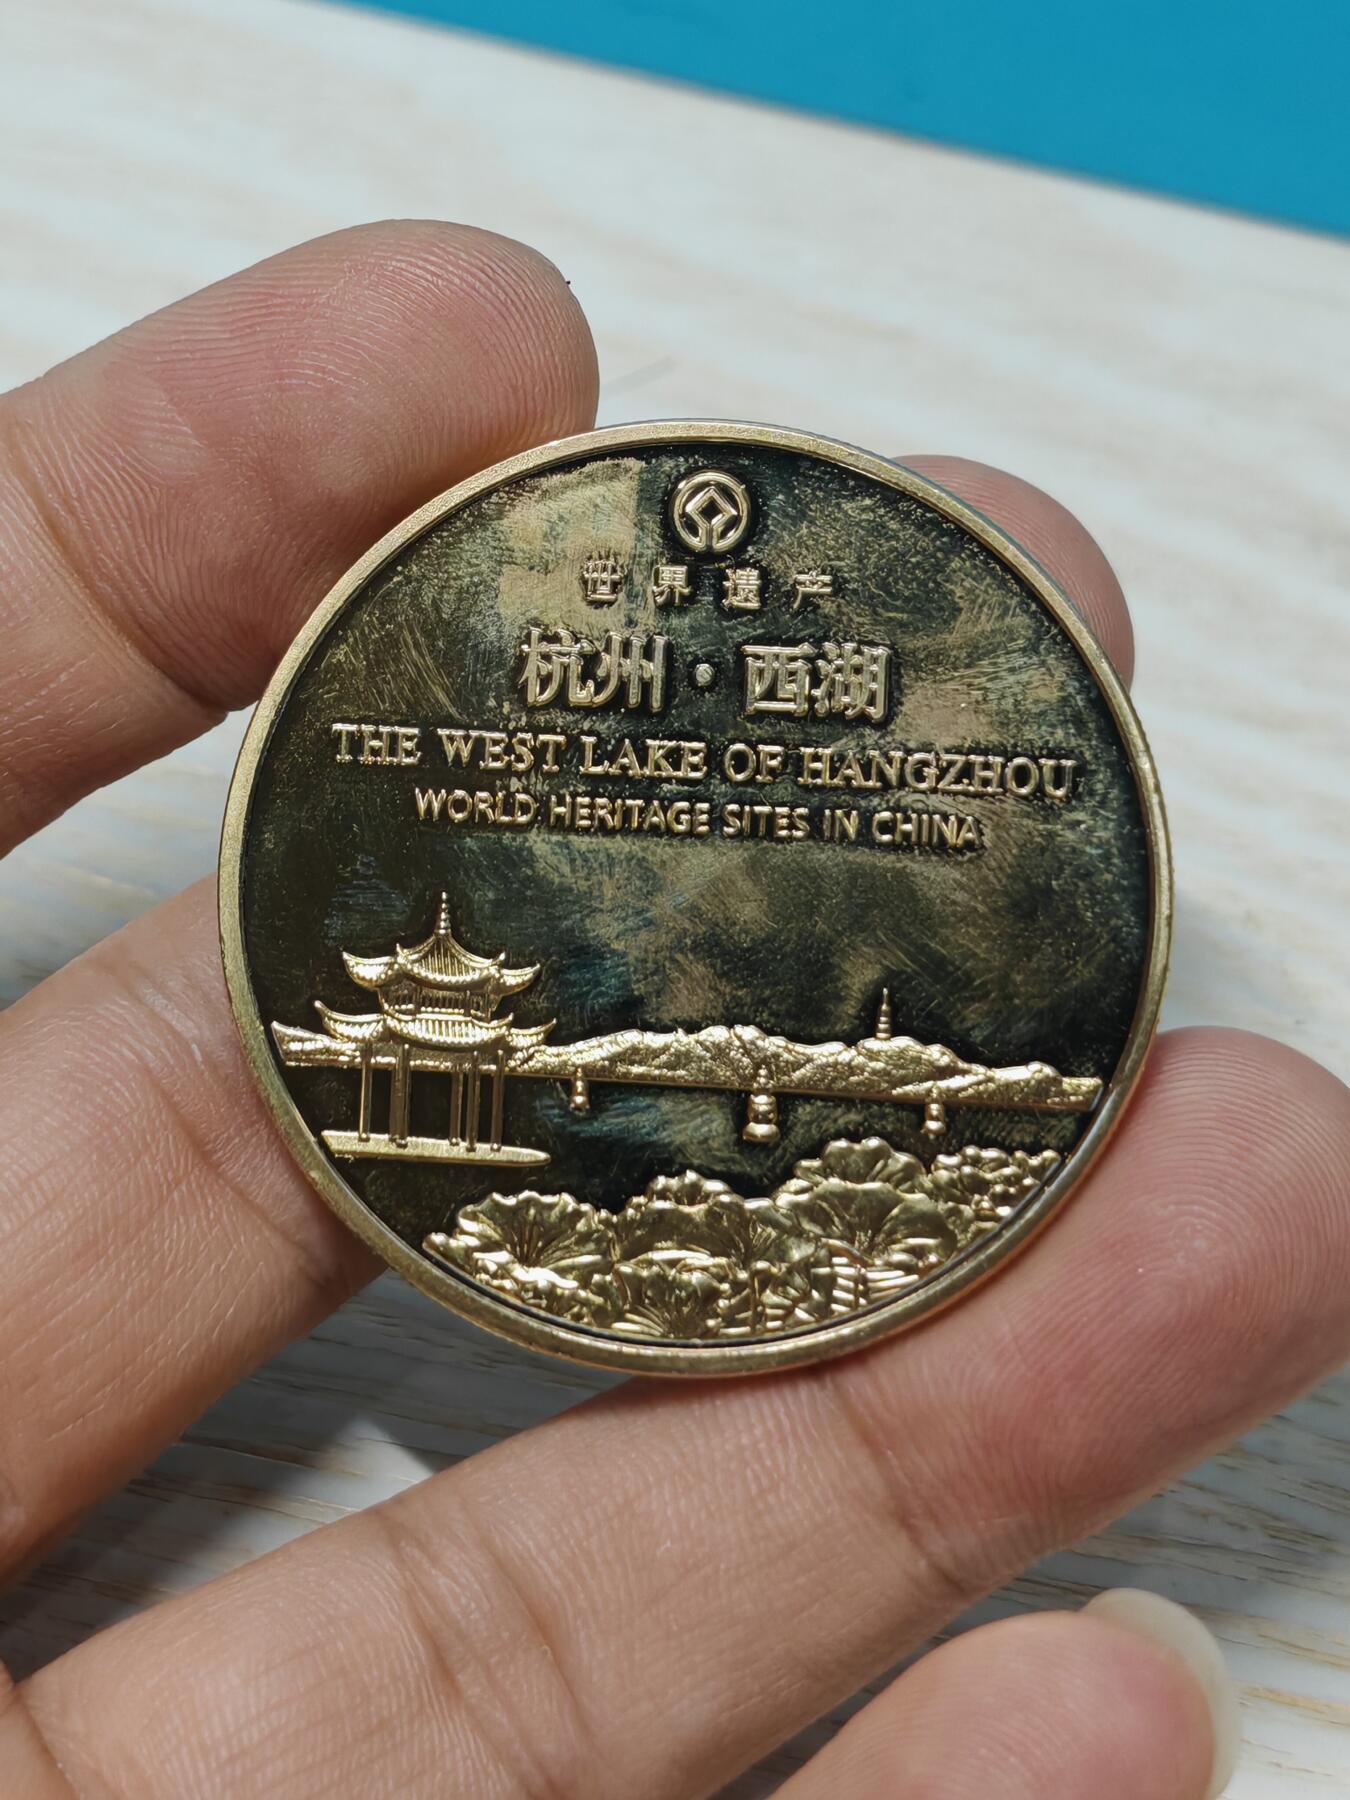 世界遗产
杭州·西湖
THE WEST LAKE OF HANGZHOU
WORLD HERITAGE SITES IN CHINA